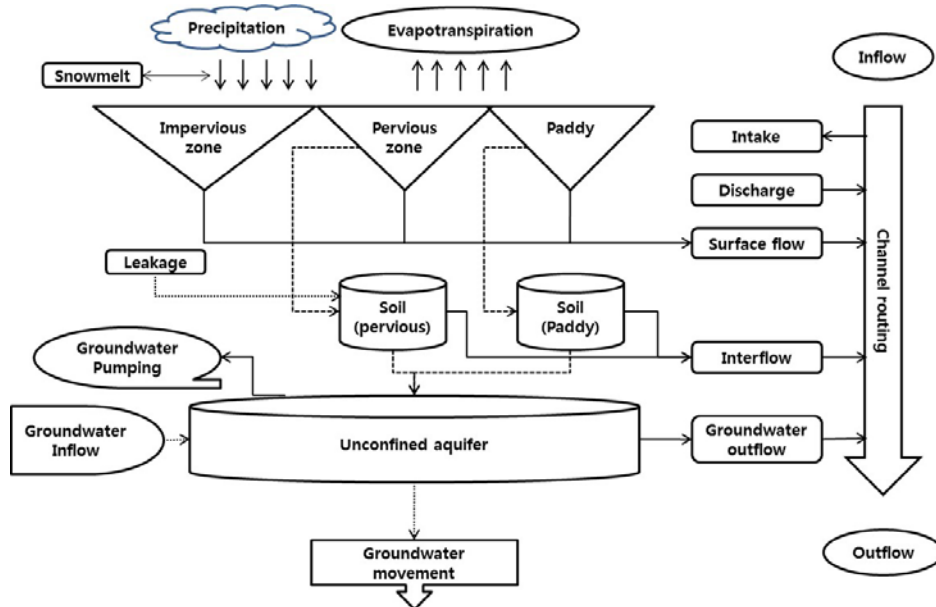 Precipitation
Evapotranspiration
Inflow
Snowmelt
Impervious
zone
Pervious
zone
Paddy
Intake
Discharge
Surface flow
Channel routing
Leakage
Soil
(pervious)
Soil
(Paddy)
Interflow
Groundwater
Pumping
Groundwater
Inflow
Unconfined aquifer
Groundwater
outflow
Groundwater
movement
Outflow